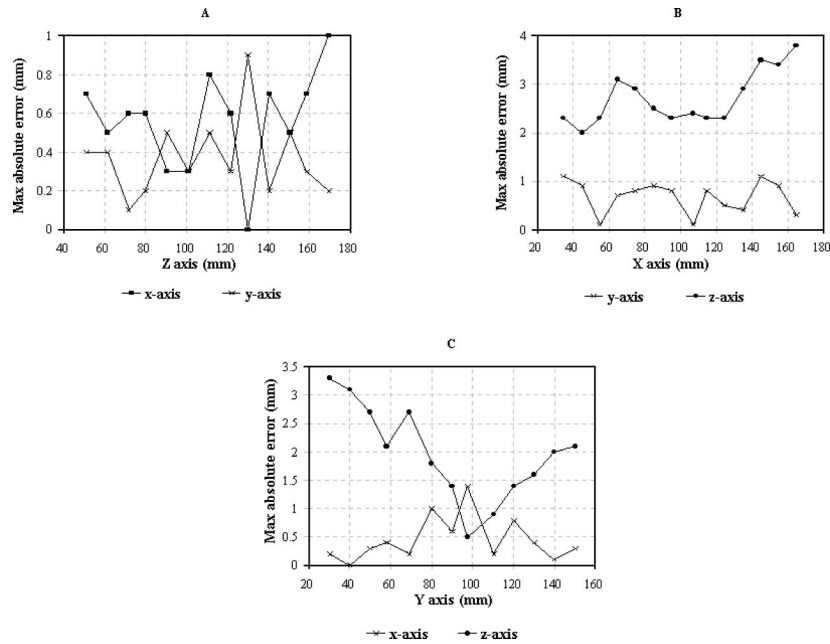 A
Max absolute error (mm)
1
0.8
0.6
0.4
0.2
0
40 60 80 100 120 140 160 180
Z axis (mm)
x-axis y-axis
B
Max absolute error (mm)
4
3
2
1
0
20 40 60 80 100 120 140 160 180
X axis (mm)
y-axis z-axis
C
Max absolute error (mm)
3.5
3
2.5
2
1.5
1
0.5
0
20 40 60 80 100 120 140 160
Y axis (mm)
x-axis z-axis